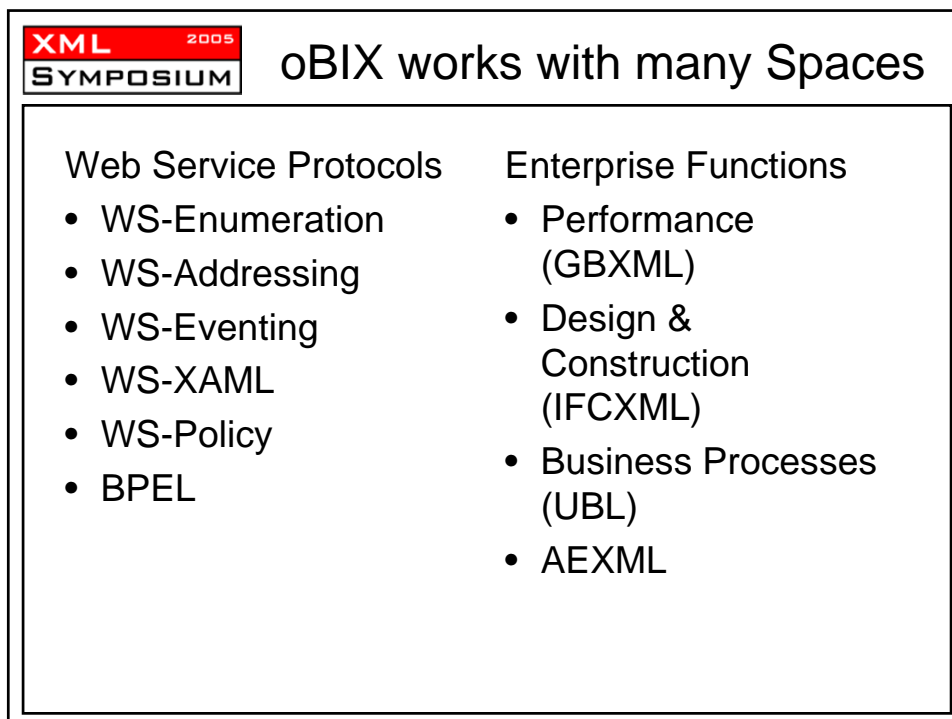 XML 2005
SYMPOSIUM
oBIX works with many Spaces
Web Service Protocols
• WS-Enumeration
• WS-Addressing
• WS-Eventing
• WS-XAML
• WS-Policy
• BPEL
Enterprise Functions
• Performance
(GBXML)
• Design &
Construction
(IFCXML)
• Business Processes
(UBL)
• AEXML